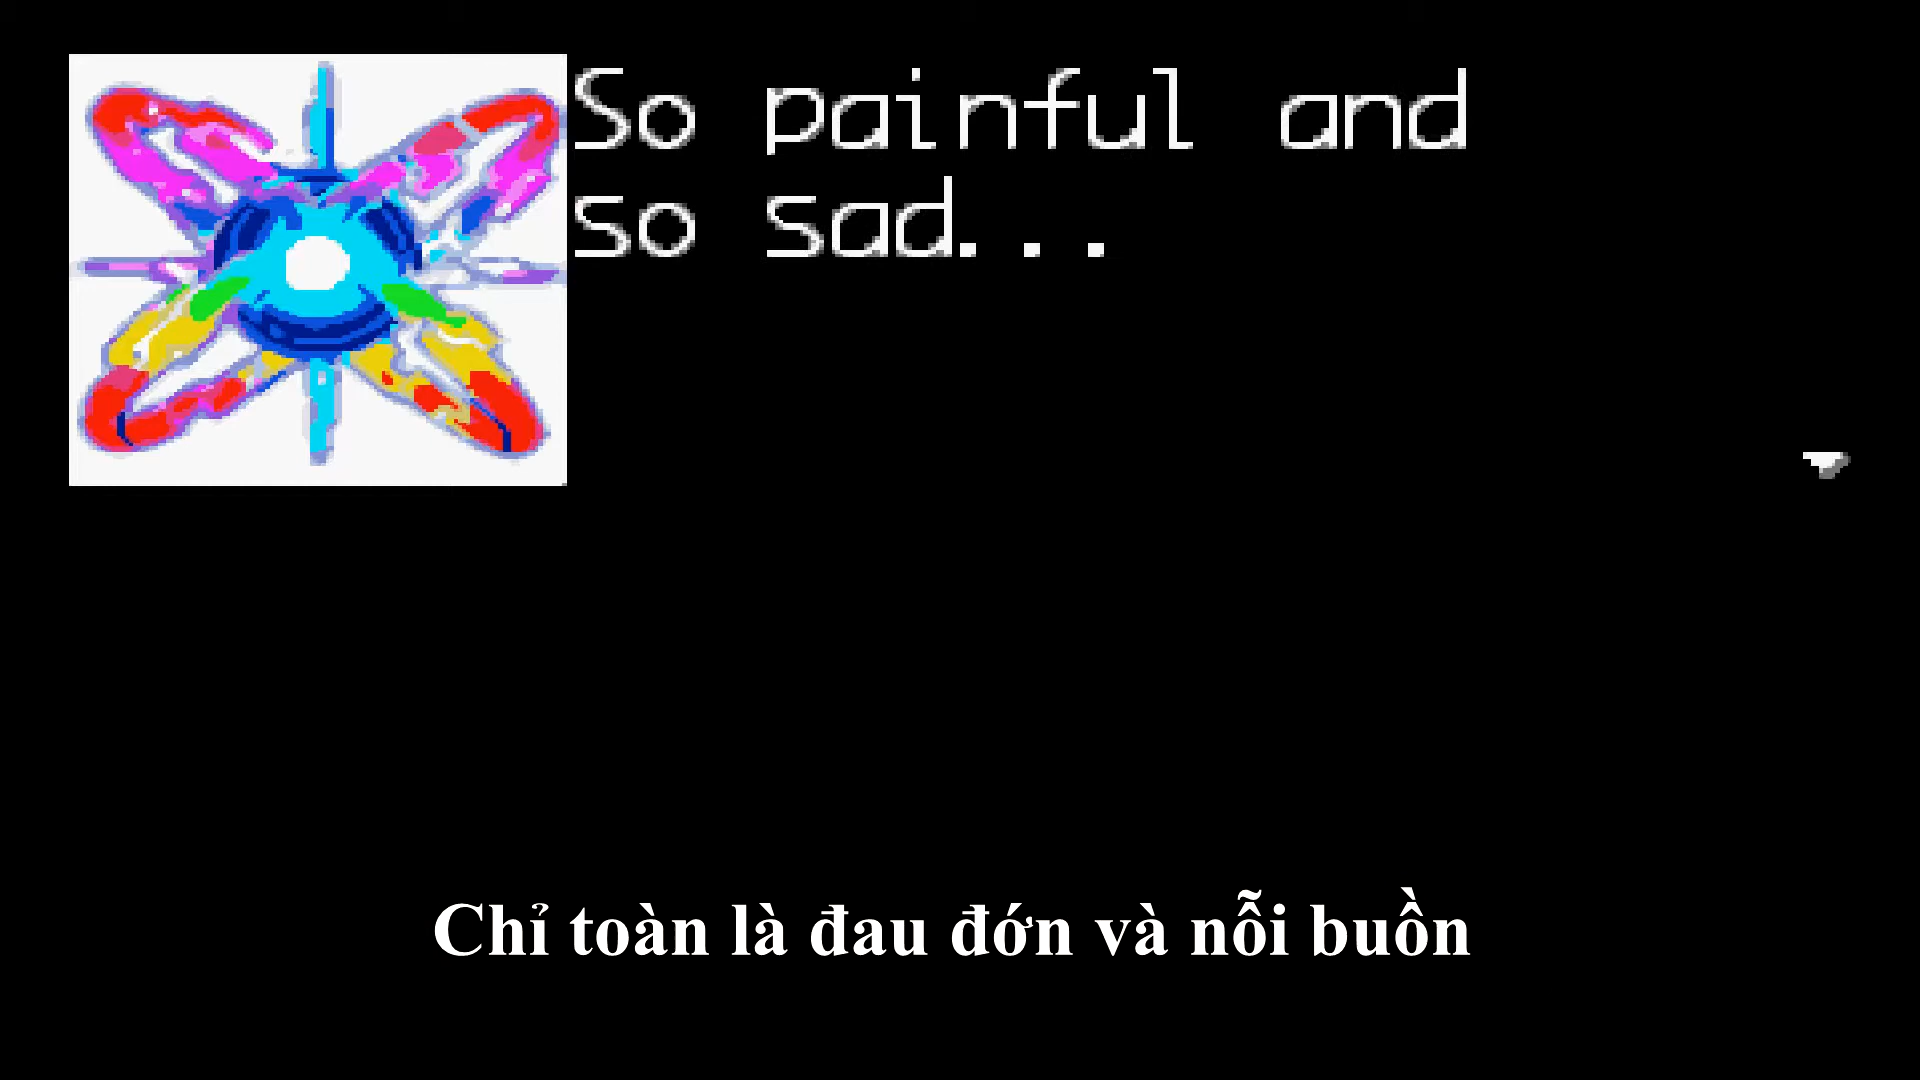 So painful and
so sad...
Chỉ toàn là đau đớn và nỗi buồn